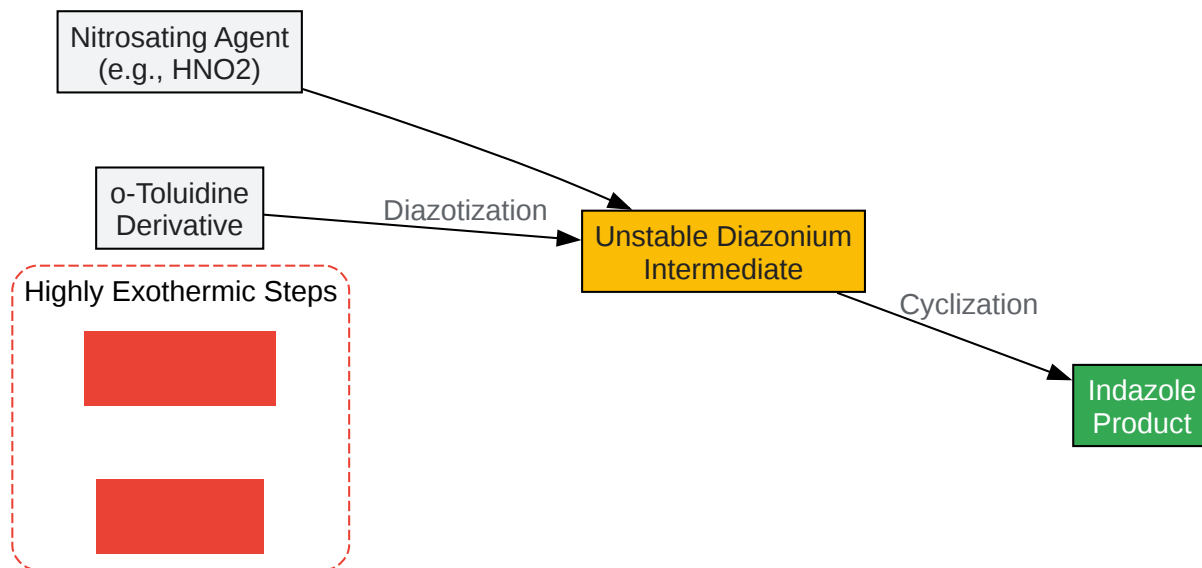 Nitrosating Agent
(e.g., HNO2)
o-Toluidine
Derivative
Diazotization
Unstable Diazonium
Intermediate
Highly Exothermic Steps
Cyclization
Indazole
Product